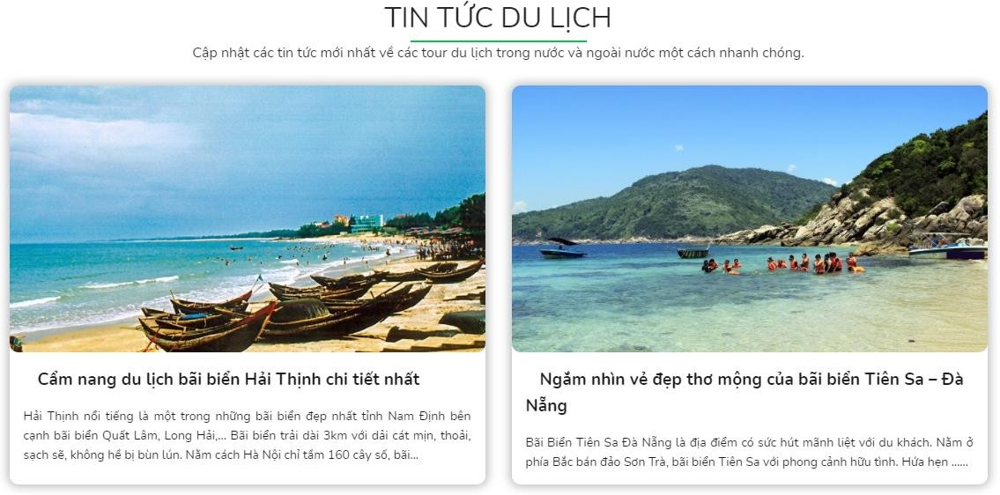 TIN TỨC DU LỊCH
Cập nhật các tin tức mới nhất về các tour du lịch trong nước và ngoài nước một cách nhanh chóng.
Cẩm nang du lịch bãi biển Hải Thịnh chi tiết nhất
Hải Thịnh nổi tiếng là một trong những bãi biển đẹp nhất tỉnh Nam Định bên
cạnh bãi biển Quất Lâm, Long Hải,... Bãi biển trải dài 3km với dải cát mịn, thoải,
sạch sẽ, không hề bị bùn lún. Nằm cách Hà Nội chỉ tầm 160 cây số, bãi...
Ngắm nhìn vẻ đẹp thơ mộng của bãi biển Tiên Sa – Đà
Nẵng
Bãi Biển Tiên Sa Đà Nẵng là địa điểm có sức hút mãnh liệt với du khách. Nằm ở
phía Bắc bán đảo Sơn Trà, bãi biển Tiên Sa với phong cảnh hữu tình. Hứa hẹn ......